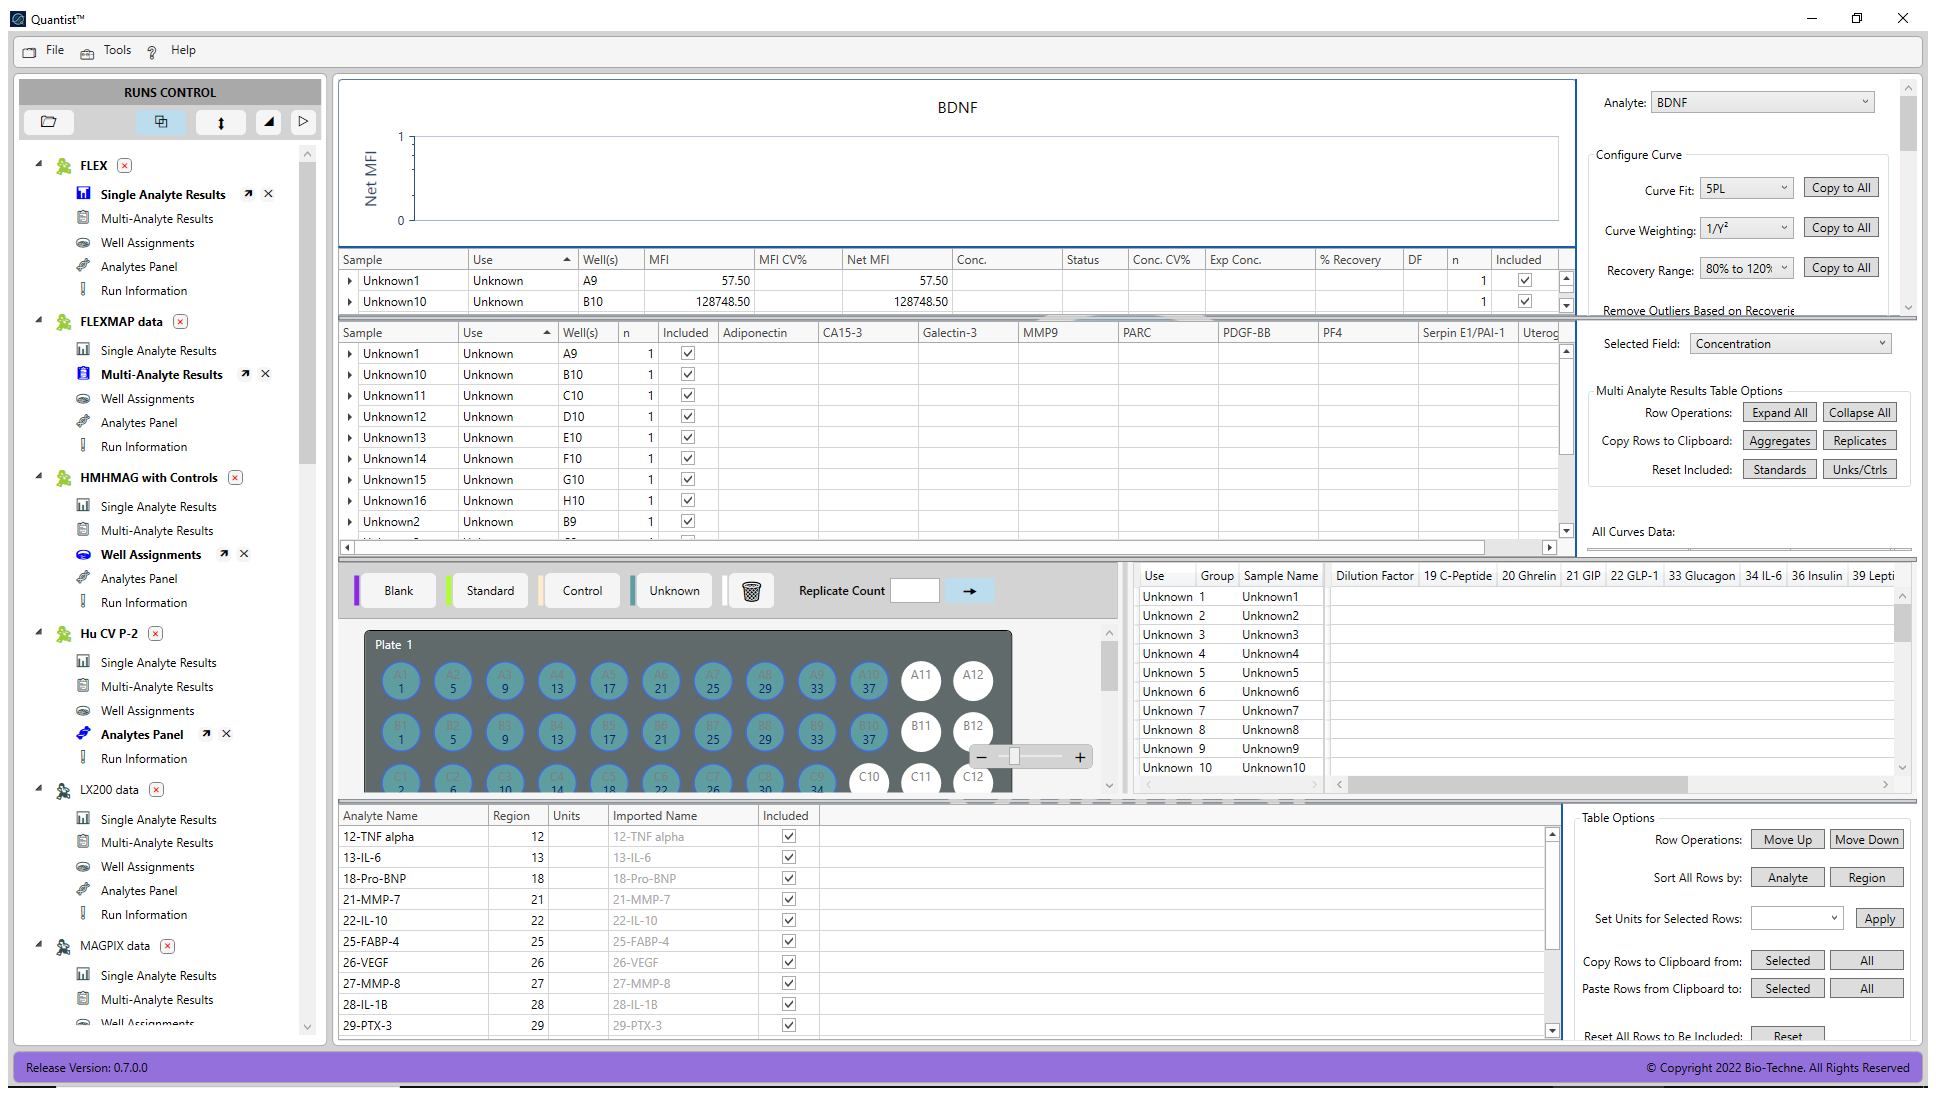 Quantist™
File Tools Help
RUNS CONTROL
FLEX
Single Analyte Results
Multi-Analyte Results
Well Assignments
Analytes Panel
Run Information
FLEXMAP data
Single Analyte Results
Multi-Analyte Results
Well Assignments
Analytes Panel
Run Information
HMHMAG with Controls
Single Analyte Results
Multi-Analyte Results
Well Assignments
Analytes Panel
Run Information
Hu CV P-2
Single Analyte Results
Multi-Analyte Results
Well Assignments
Analytes Panel
Run Information
LX200 data
Single Analyte Results
Multi-Analyte Results
Well Assignments
Analytes Panel
Run Information
MAGPIX data
Single Analyte Results
Multi-Analyte Results
Well Assignments
BDNF
Net MFI
1
0
Sample Use Well(s) MFI MFI CV% Net MFI Conc. Status Conc. CV% Exp Conc. % Recovery DF n Included
Unknown1 Unknown A9 57.50 57.50 1
Unknown10 Unknown B10 128748.50 128748.50 1
Analyte: BDNF
Configure Curve
Curve Fit: 5PL Copy to All
Curve Weighting: 1/Y² Copy to All
Recovery Range: 80% to 120% Copy to All
Remove Outliers Based on Recoverie
Sample Use Well(s) n Included Adiponectin CA15-3 Galectin-3 MMP9 PARC PDGF-BB PF4 Serpin E1/PAI-1 Uterog
Unknown1 Unknown A9 1
Unknown10 Unknown B10 1
Unknown11 Unknown C10 1
Unknown12 Unknown D10 1
Unknown13 Unknown E10 1
Unknown14 Unknown F10 1
Unknown15 Unknown G10 1
Unknown16 Unknown H10 1
Unknown2 Unknown B9 1
Selected Field: Concentration
Multi Analyte Results Table Options
Row Operations: Expand All Collapse All
Copy Rows to Clipboard: Aggregates Replicates
Reset Included: Standards Unks/Ctrls
All Curves Data:
Blank Standard Control Unknown Replicate Count
Plate 1
A1 A2 A3 A4 A5 A6 A7 A8 A9 A10 A11 A12
1 5 9 13 17 21 25 29 33 37
B1 B2 B3 B4 B5 B6 B7 B8 B9 B10 B11 B12
1 5 9 13 17 21 25 29 33 37
C1 C2 C3 C4 C5 C6 C7 C8 C9 C10 C11 C12
2 6 10 14 18 22 26 30 34
Use Group Sample Name Dilution Factor 19 C-Peptide 20 Ghrelin 21 GIP 22 GLP-1 33 Glucagon 34 IL-6 36 Insulin 39 Lepti
Unknown 1 Unknown1
Unknown 2 Unknown2
Unknown 3 Unknown3
Unknown 4 Unknown4
Unknown 5 Unknown5
Unknown 6 Unknown6
Unknown 7 Unknown7
Unknown 8 Unknown8
Unknown 9 Unknown9
Unknown 10 Unknown10
Analyte Name Region Units Imported Name Included
12-TNF alpha 12 12-TNF alpha
13-IL-6 13 13-IL-6
18-Pro-BNP 18 18-Pro-BNP
21-MMP-7 21 21-MMP-7
22-IL-10 22 22-IL-10
25-FABP-4 25 25-FABP-4
26-VEGF 26 26-VEGF
27-MMP-8 27 27-MMP-8
28-IL-1B 28 28-IL-1B
29-PTX-3 29 29-PTX-3
Table Options
Row Operations: Move Up Move Down
Sort All Rows by: Analyte Region
Set Units for Selected Rows: Apply
Copy Rows to Clipboard from: Selected All
Paste Rows from Clipboard to: Selected All
Reset All Rows to Be Included: Reset
Release Version: 0.7.0.0
© Copyright 2022 Bio-Techne. All Rights Reserved